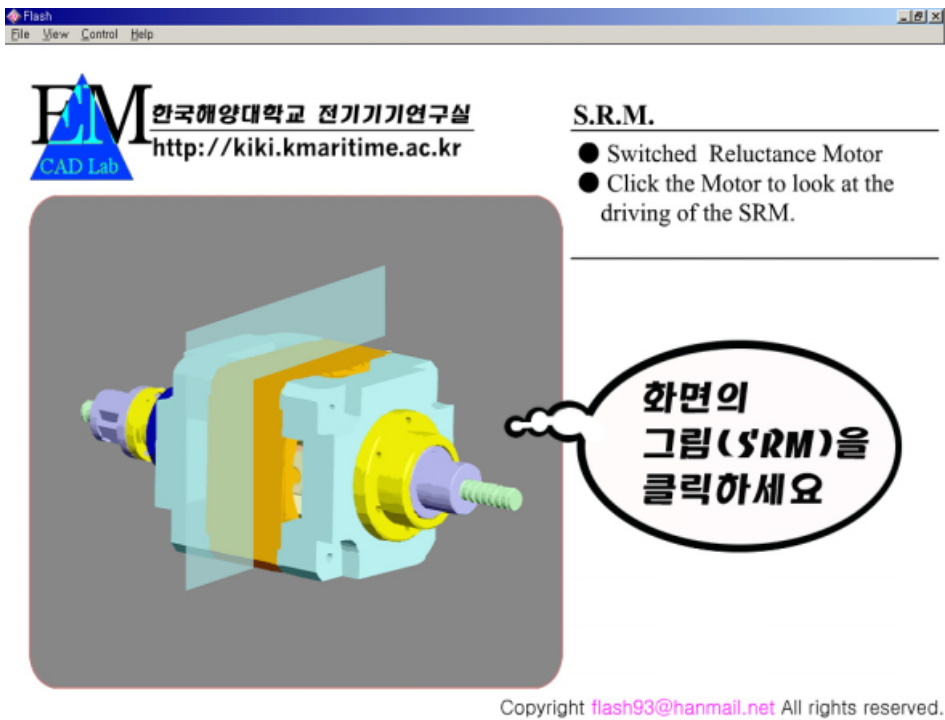 Flash
File View Control Help
EM
CAD Lab
한국해양대학교 전기기기연구실
http://kiki.kmaritime.ac.kr
S.R.M.
● Switched Reluctance Motor
● Click the Motor to look at the
driving of the SRM.
화면의
그림(SRM)을
클릭하세요
Copyright flash93@hanmail.net All rights reserved.